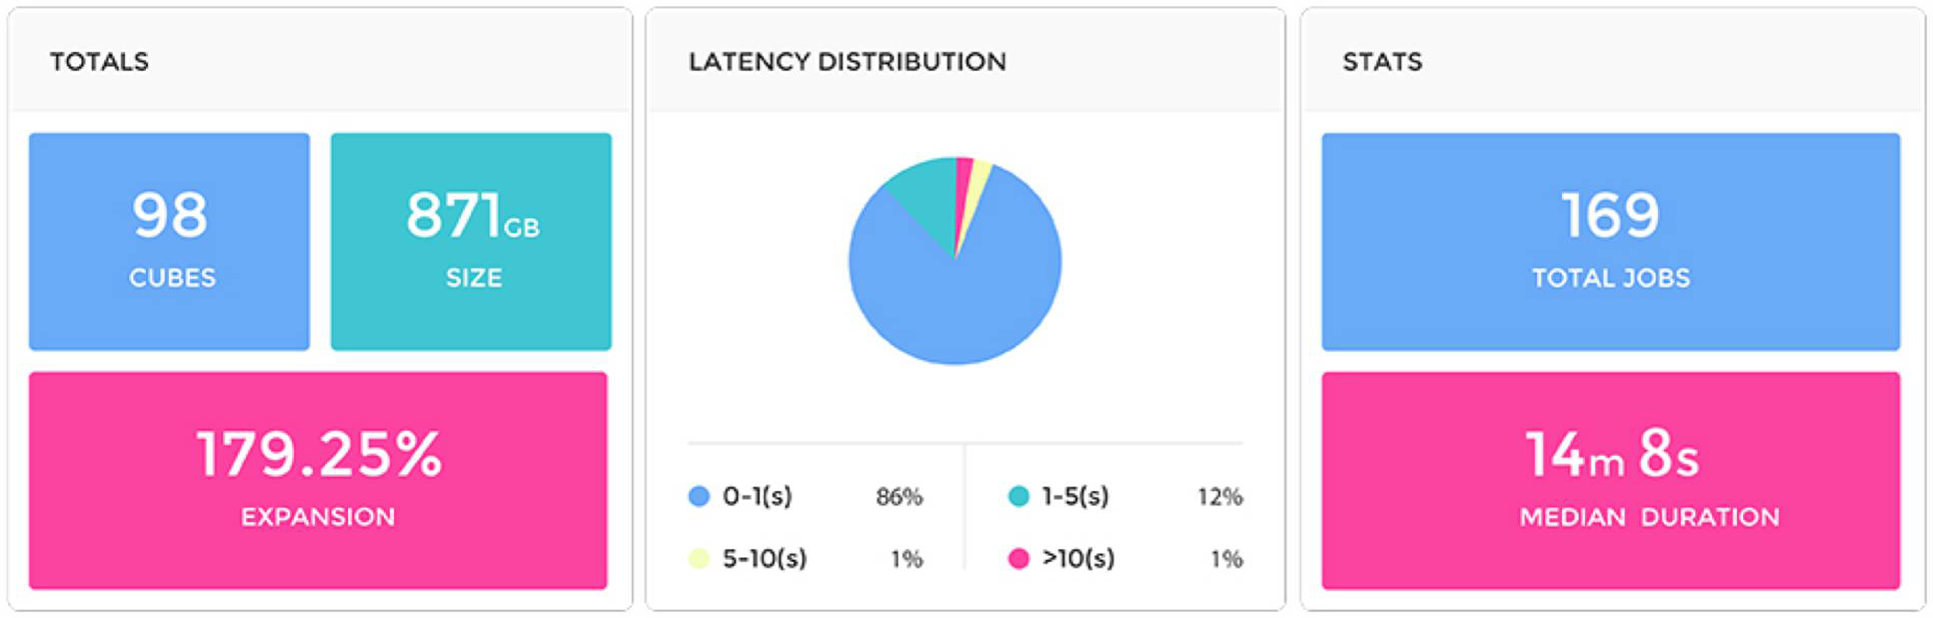 TOTALS
98
CUBES
871GB
SIZE
179.25%
EXPANSION
LATENCY DISTRIBUTION
0-1(s) 86%
1-5(s) 12%
5-10(s) 1%
>10(s) 1%
STATS
169
TOTAL JOBS
14m 8s
MEDIAN DURATION